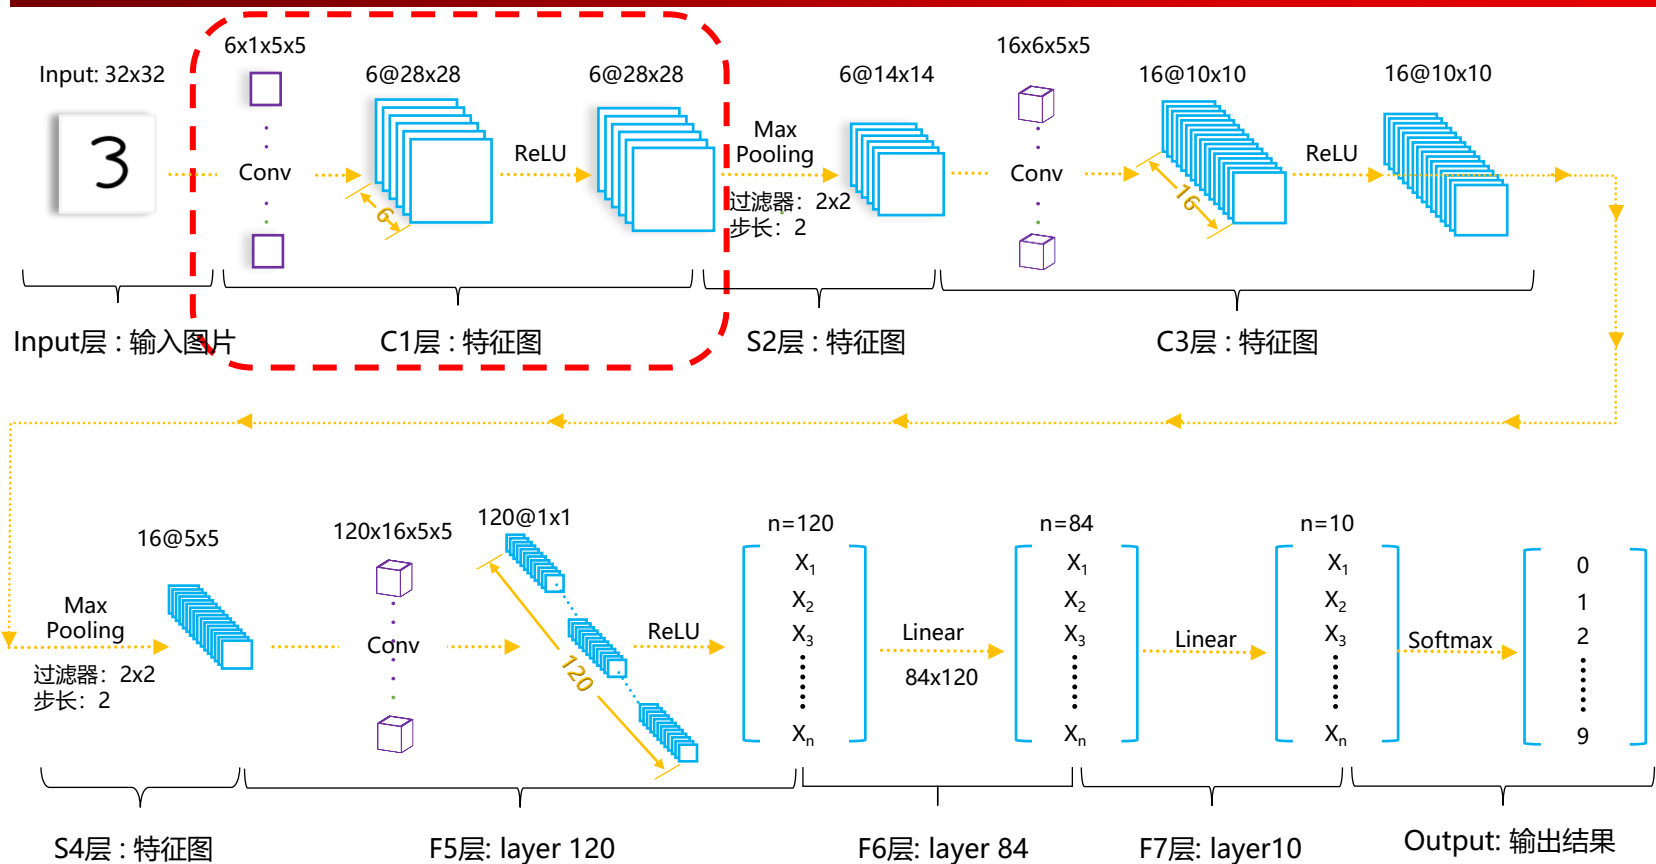 Input: 32x32
3
6x1x5x5
Conv
6@28x28
6
ReLU
6@28x28
Max
Pooling
过滤器：2x2
步长：2
6@14x14
16x6x5x5
Conv
16@10x10
16
ReLU
16@10x10
Input层 : 输入图片
C1层 : 特征图
S2层 : 特征图
C3层 : 特征图
Max
Pooling
过滤器：2x2
步长：2
16@5x5
120x16x5x5
Conv
120@1x1
120
ReLU
n=120
X1
X2
X3
Xn
Linear
84x120
n=84
X1
X2
X3
Xn
Linear
n=10
X1
X2
X3
Xn
Softmax
0
1
2
9
S4层 : 特征图
F5层: layer 120
F6层: layer 84
F7层: layer10
Output: 输出结果